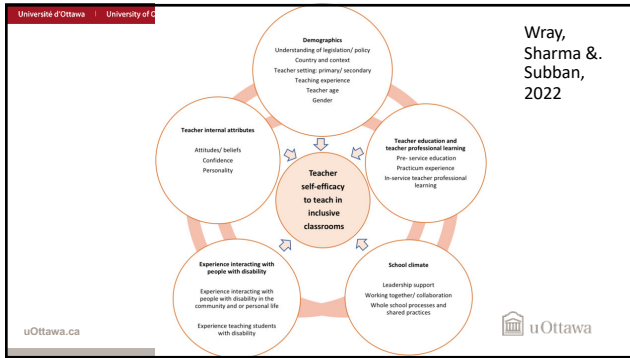 Université d'Ottawa | University of O
Wray,
Sharma &.
Subban,
2022
Demographics
Understanding of legislation/ policy
Country and context
Teacher setting: primary/ secondary
Teaching experience
Teacher age
Gender
Teacher internal attributes
Attitudes/ beliefs
Confidence
Personality
Teacher education and
teacher professional learning
Pre- service education
Practicum experience
In-service teacher professional
learning
Teacher
self-efficacy
to teach in
inclusive
classrooms
Experience interacting with
people with disability
Experience interacting with
people with disability in the
community and or personal life
Experience teaching students
with disability
School climate
Leadership support
Working together/ collaboration
Whole school processes and
shared practices
uOttawa.ca
uOttawa